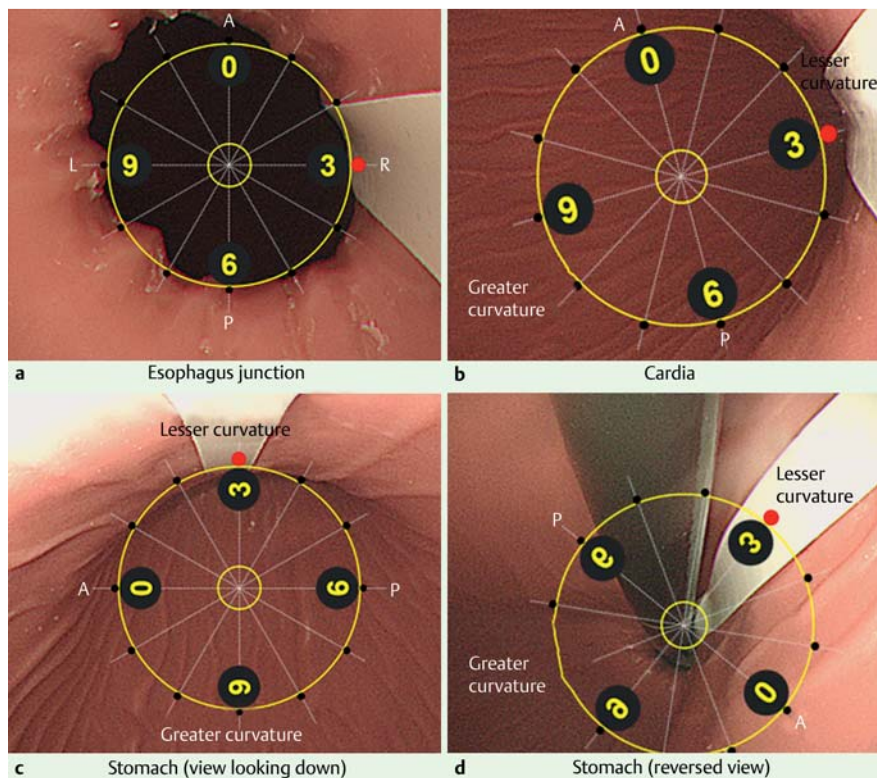 A
0
L 9 3 R
6
P
a Esophagus junction
A
0
Lesser
curvature
3
9
Greater
curvature
6
P
b Cardia
Lesser curvature
3
A 0 6 P
9
Greater curvature
c Stomach (view looking down)
Lesser
curvature
P
3
6
Greater
curvature
9
0
A
d Stomach (reversed view)